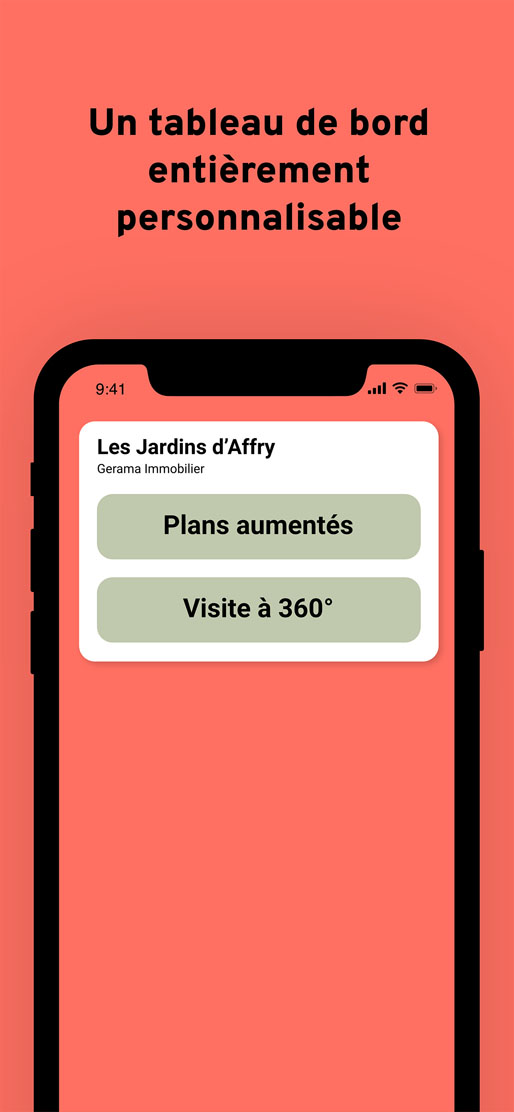 Un tableau de bord
entièrement
personnalisable
9:41
Les Jardins d’Affry
Gerama Immobilier
Plans aumentés
Visite à 360°